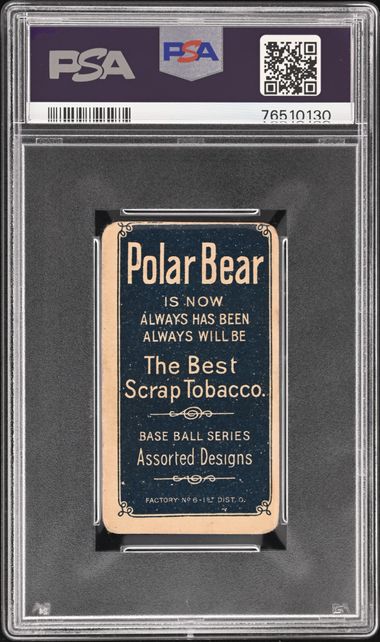 PSA
PSA
76510130
Polar Bear
IS NOW
ALWAYS HAS BEEN
ALWAYS WILL BE
The Best
Scrap Tobacco.
BASE BALL SERIES
Assorted Designs
FACTORY Nº 6-1ST DIST. O.